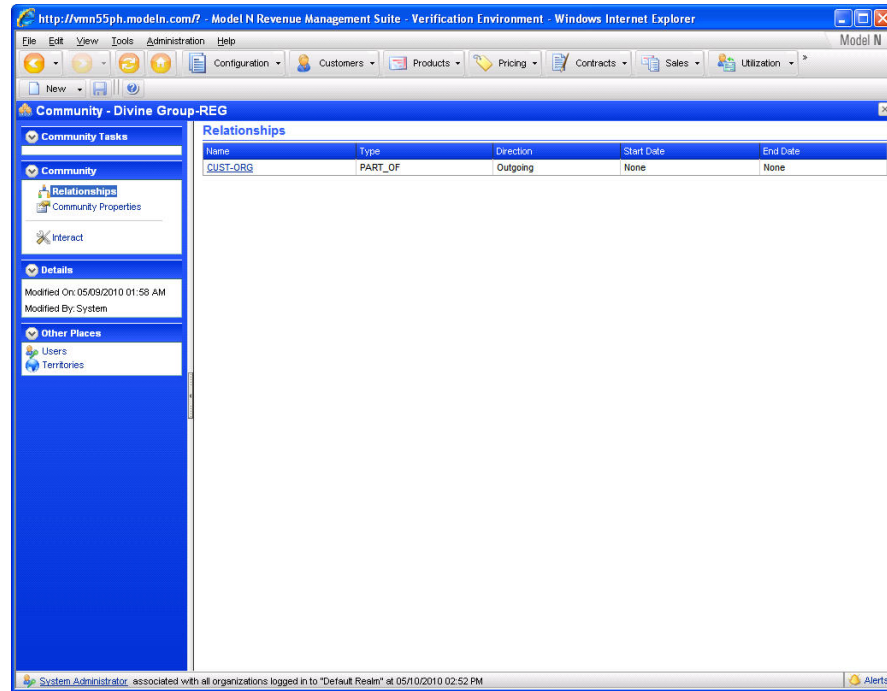 http://vmn55ph.modeln.com/? - Model N Revenue Management Suite - Verification Environment - Windows Internet Explorer
File Edit View Tools Administration Help Model N
Configuration Customers Products Pricing Contracts Sales Utilization »
New
Community - Divine Group-REG
Community Tasks
Community
Relationships
Community Properties
Interact
Details
Modified On: 05/09/2010 01:58 AM
Modified By: System
Other Places
Users
Territories
Relationships
Name Type Direction Start Date End Date
CUST-ORG PART_OF Outgoing None None
System Administrator associated with all organizations logged in to "Default Realm" at 05/10/2010 02:52 PM Alerts